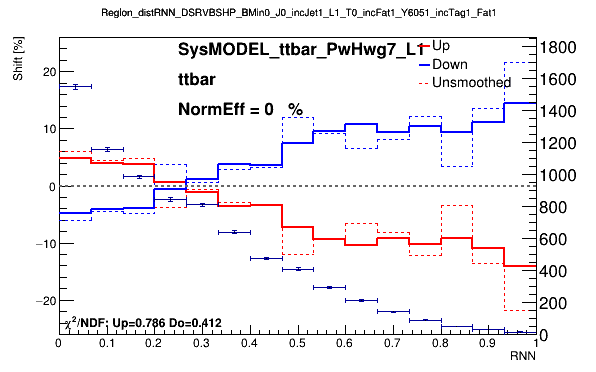 Region_distRNN_DSRVBSHP_BMin0_J0_incJet1_L1_T0_incFat1_Y6051_incTag1_Fat1
Shift [%]
SysMODEL_ttbar_PwHwg7_L1
ttbar
NormEff = 0 %
Up
Down
Unsmoothed
20
10
0
−10
−20
1800
1600
1400
1200
1000
800
600
400
200
0
χ²/NDF: Up=0.786 Do=0.412
0 0.1 0.2 0.3 0.4 0.5 0.6 0.7 0.8 0.9 1
RNN